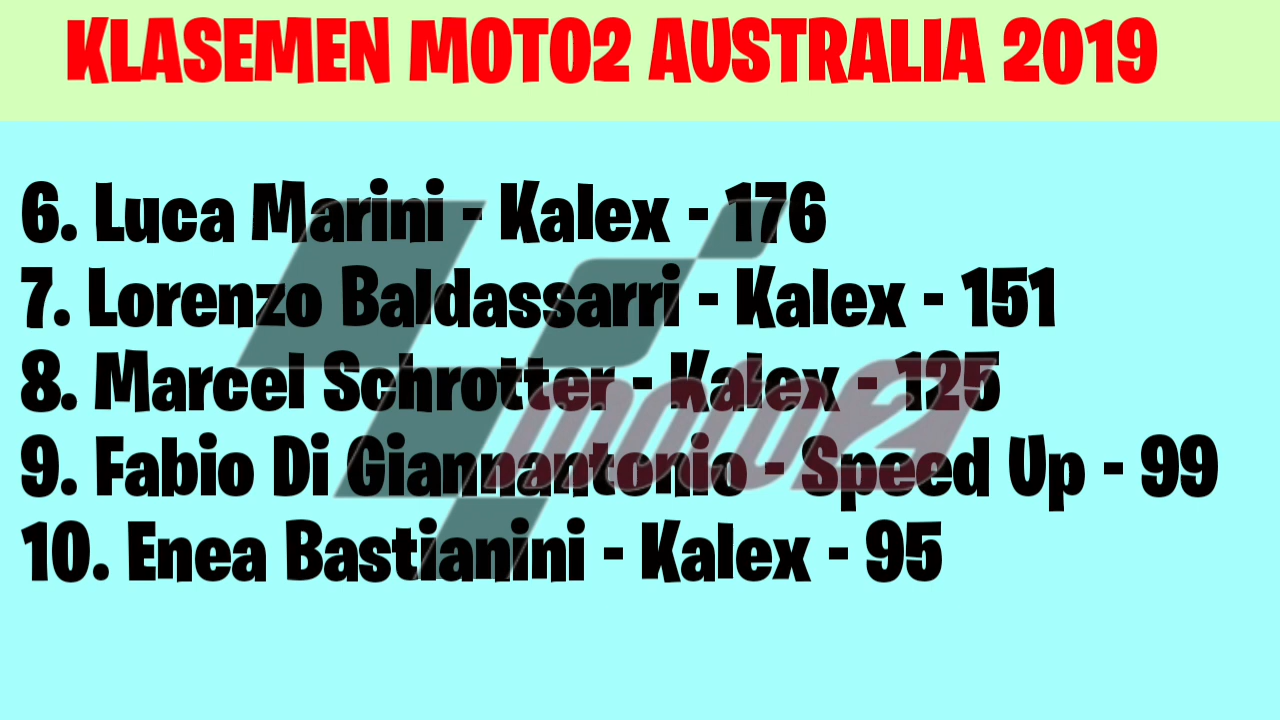 KLASEMEN MOTO2 AUSTRALIA 2019
6. Luca Marini - Kalex - 176
7. Lorenzo Baldassarri - Kalex - 151
8. Marcel Schrotter - Kalex - 125
9. Fabio Di Giannantonio - Speed Up - 99
10. Enea Bastianini - Kalex - 95
moto2